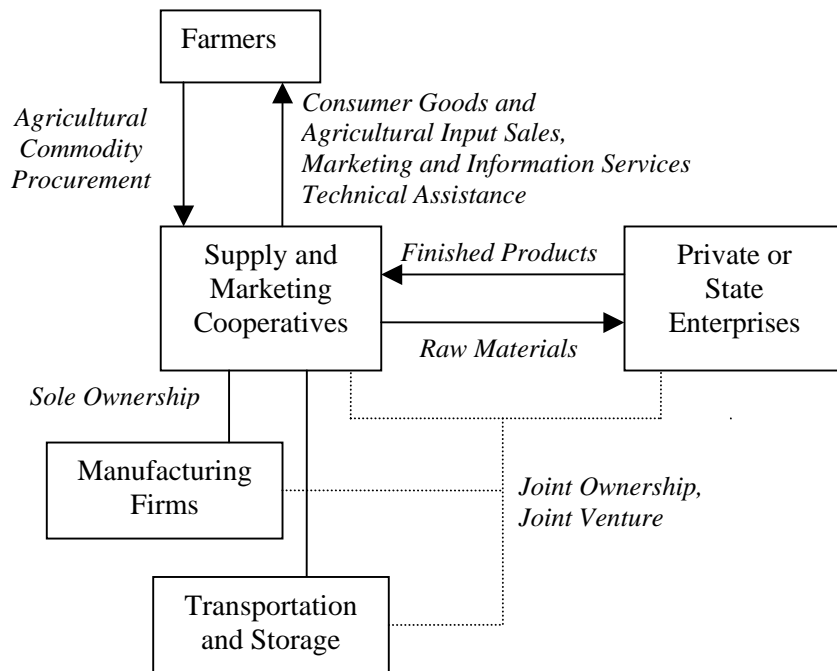 Farmers
Agricultural
Commodity
Procurement
Consumer Goods and
Agricultural Input Sales,
Marketing and Information Services
Technical Assistance
Supply and
Marketing
Cooperatives
Finished Products
Raw Materials
Private or
State
Enterprises
Sole Ownership
Manufacturing
Firms
Joint Ownership,
Joint Venture
Transportation
and Storage